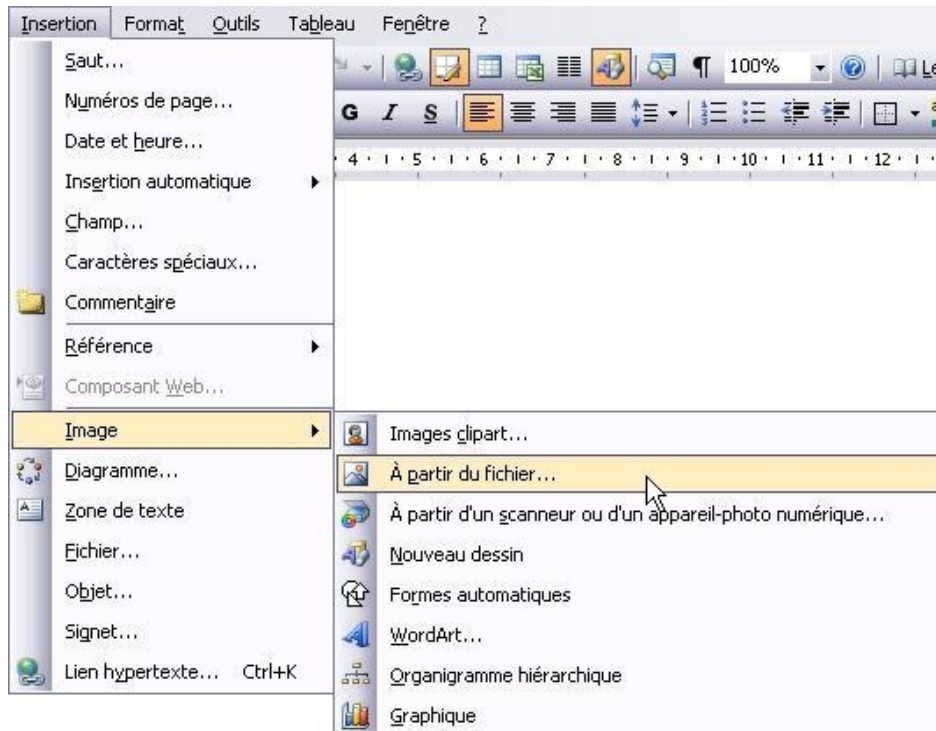 Insertion Format Outils Tableau Fenêtre ?
Saut...
100%
Numéros de page...
G I S
Date et heure...
4 5 6 7 8 9 10 11 12
Insertion automatique
Champ...
Caractères spéciaux...
Commentaire
Référence
Composant Web...
Image
Images clipart...
Diagramme...
À partir du fichier...
Zone de texte
À partir d'un scanneur ou d'un appareil-photo numérique...
Fichier...
Nouveau dessin
Objet...
Formes automatiques
Signet...
WordArt...
Lien hypertexte... Ctrl+K
Organigramme hiérarchique
Graphique